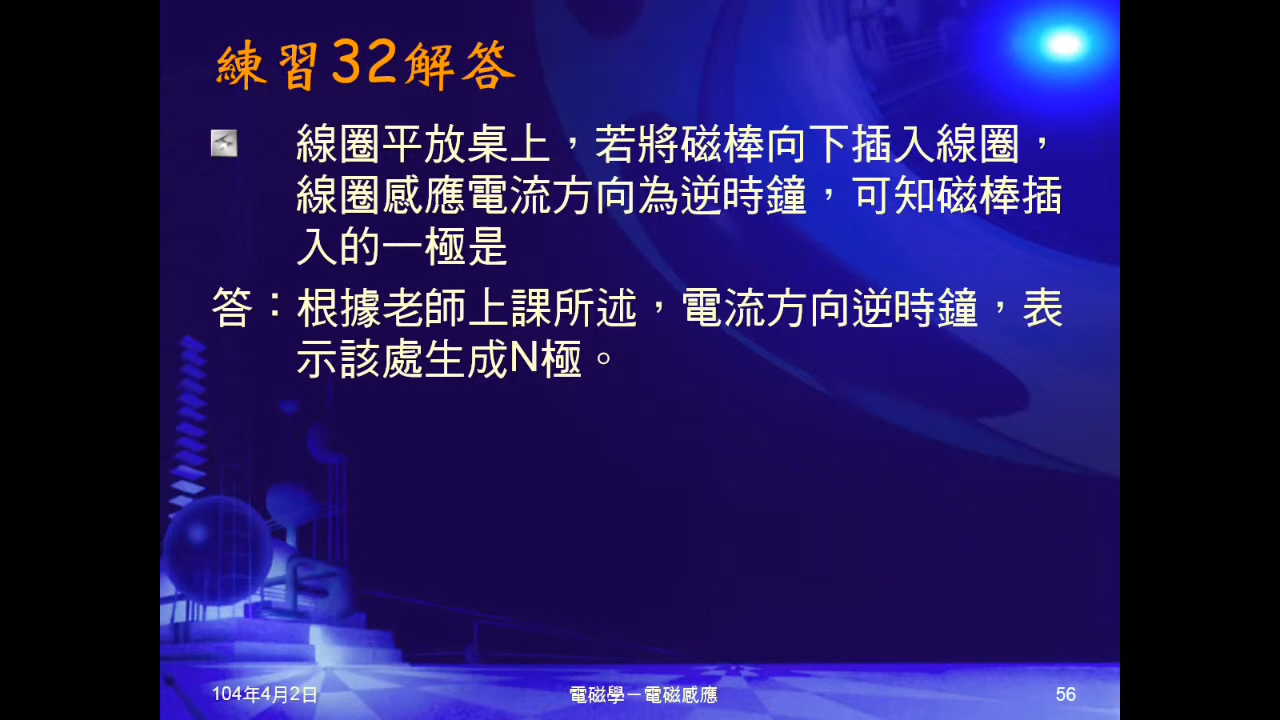 練習32解答
線圈平放桌上，若將磁棒向下插入線圈，
線圈感應電流方向為逆時鐘，可知磁棒插
入的一極是
答：根據老師上課所述，電流方向逆時鐘，表
示該處生成N極。
104年4月2日
電磁學－電磁感應
56